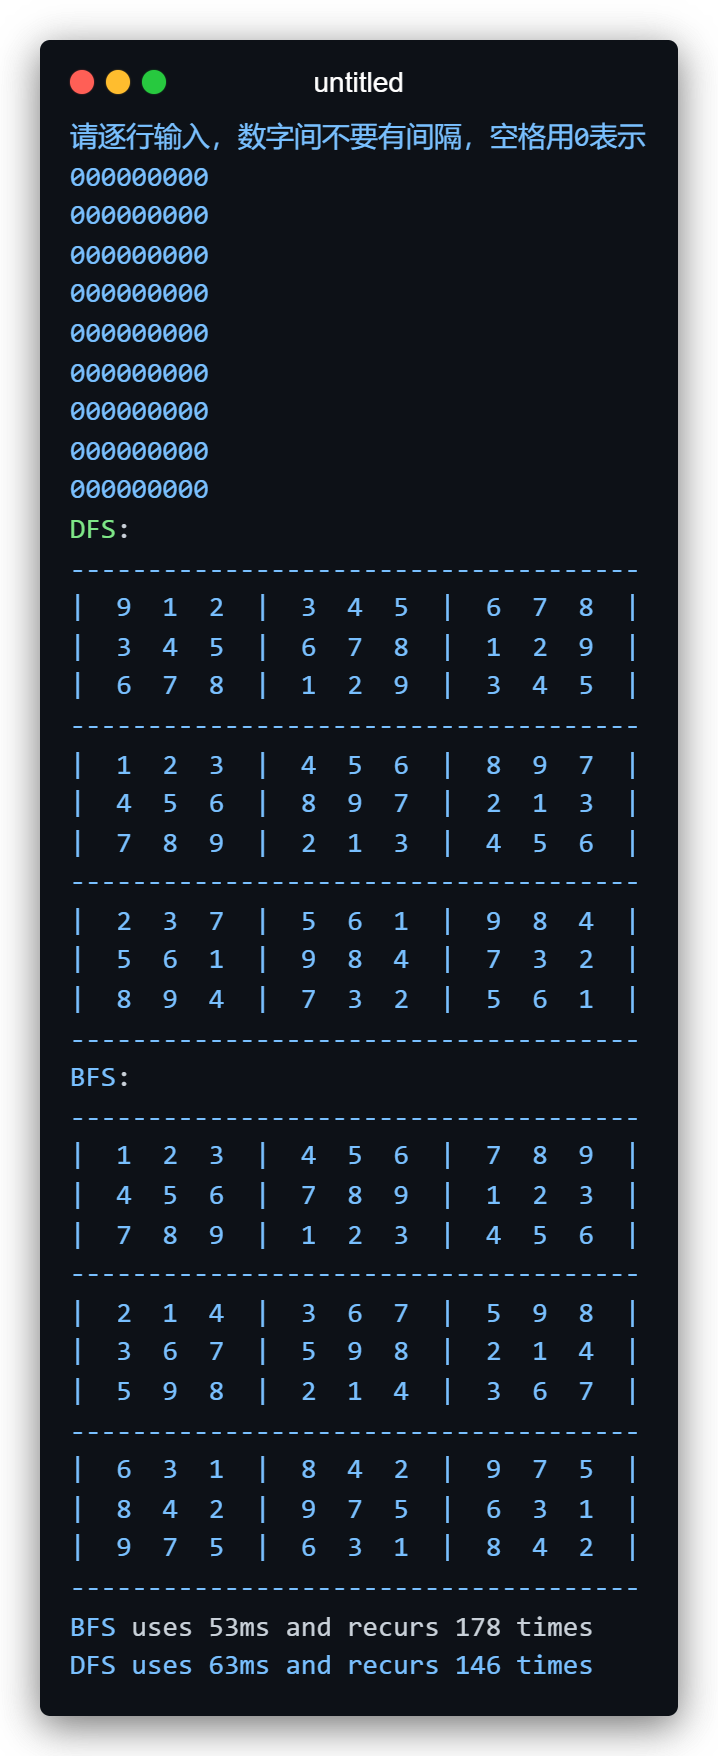 untitled
请逐行输入，数字间不要有间隔，空格用0表示
000000000
000000000
000000000
000000000
000000000
000000000
000000000
000000000
000000000
DFS:
-------------------------------------
|  9  1  2  |  3  4  5  |  6  7  8  |
|  3  4  5  |  6  7  8  |  1  2  9  |
|  6  7  8  |  1  2  9  |  3  4  5  |
-------------------------------------
|  1  2  3  |  4  5  6  |  8  9  7  |
|  4  5  6  |  8  9  7  |  2  1  3  |
|  7  8  9  |  2  1  3  |  4  5  6  |
-------------------------------------
|  2  3  7  |  5  6  1  |  9  8  4  |
|  5  6  1  |  9  8  4  |  7  3  2  |
|  8  9  4  |  7  3  2  |  5  6  1  |
-------------------------------------
BFS:
-------------------------------------
|  1  2  3  |  4  5  6  |  7  8  9  |
|  4  5  6  |  7  8  9  |  1  2  3  |
|  7  8  9  |  1  2  3  |  4  5  6  |
-------------------------------------
|  2  1  4  |  3  6  7  |  5  9  8  |
|  3  6  7  |  5  9  8  |  2  1  4  |
|  5  9  8  |  2  1  4  |  3  6  7  |
-------------------------------------
|  6  3  1  |  8  4  2  |  9  7  5  |
|  8  4  2  |  9  7  5  |  6  3  1  |
|  9  7  5  |  6  3  1  |  8  4  2  |
-------------------------------------
BFS uses 53ms and recurs 178 times
DFS uses 63ms and recurs 146 times